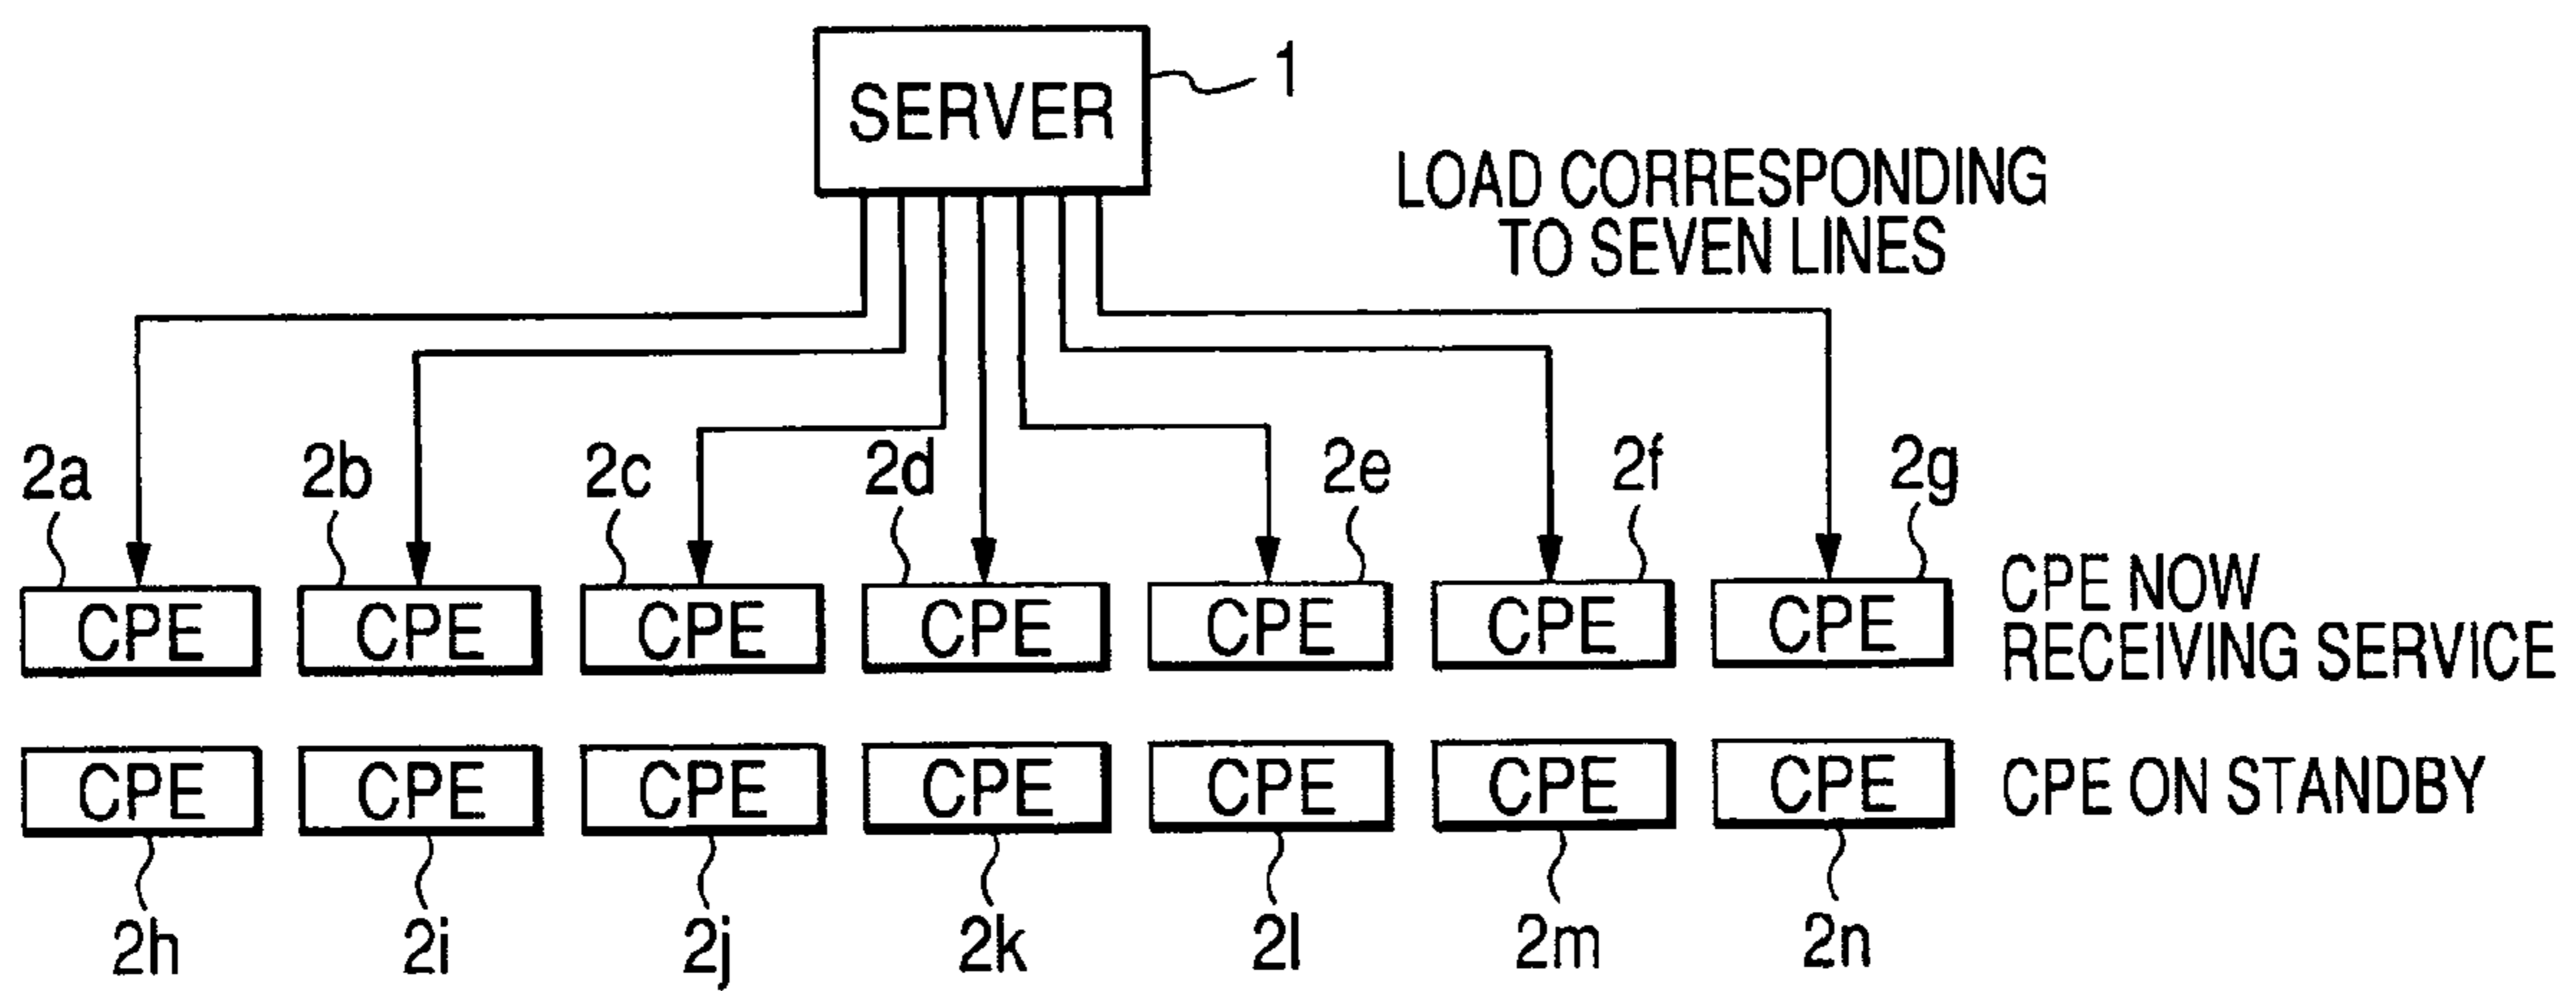 SERVER
1
LOAD CORRESPONDING
TO SEVEN LINES
2a 2b 2c 2d 2e 2f 2g
CPE CPE CPE CPE CPE CPE CPE
CPE NOW
RECEIVING SERVICE
CPE CPE CPE CPE CPE CPE CPE
CPE ON STANDBY
2h 2i 2j 2k 2l 2m 2n